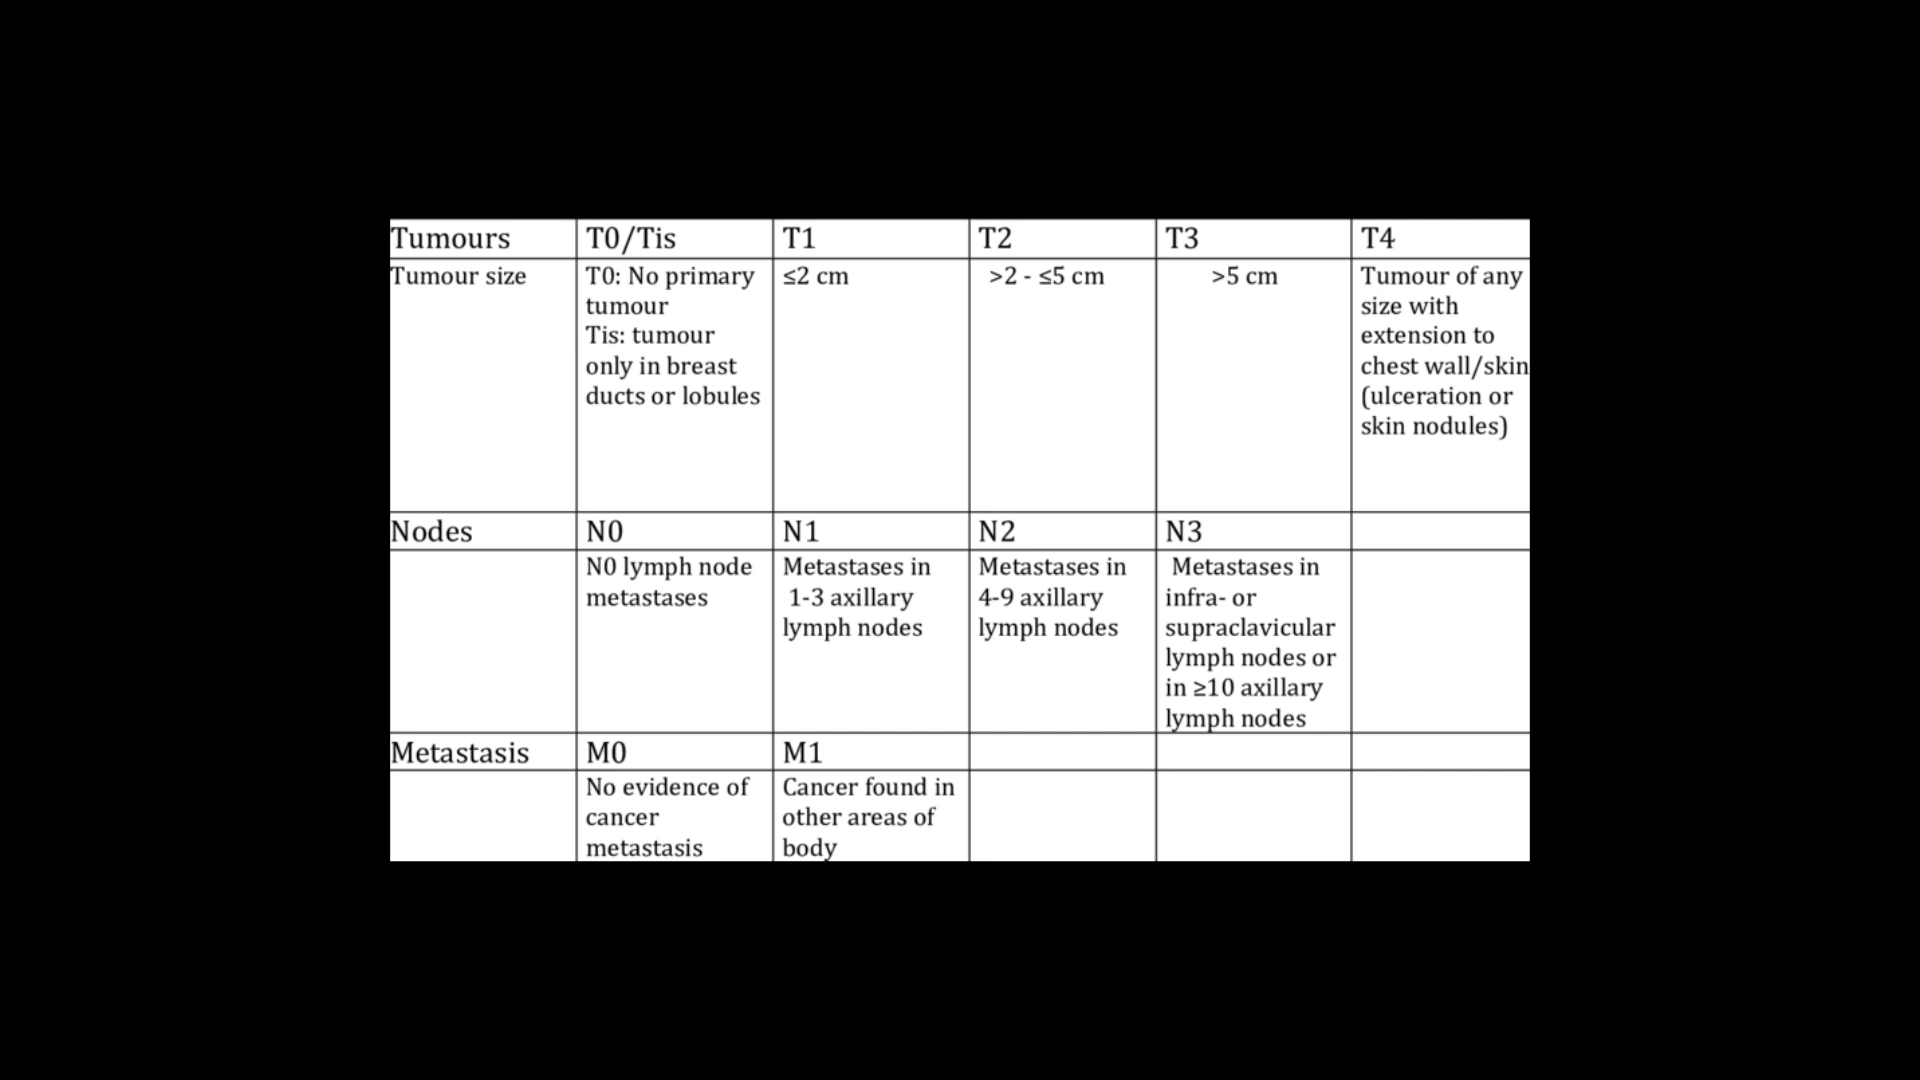 Tumours T0/Tis T1 T2 T3 T4
Tumour size
T0: No primary
tumour
Tis: tumour
only in breast
ducts or lobules
≤2 cm
>2 - ≤5 cm
>5 cm
Tumour of any
size with
extension to
chest wall/skin
(ulceration or
skin nodules)
Nodes N0 N1 N2 N3
N0 lymph node
metastases
Metastases in
1-3 axillary
lymph nodes
Metastases in
4-9 axillary
lymph nodes
Metastases in
infra- or
supraclavicular
lymph nodes or
in ≥10 axillary
lymph nodes
Metastasis M0 M1
No evidence of
cancer
metastasis
Cancer found in
other areas of
body